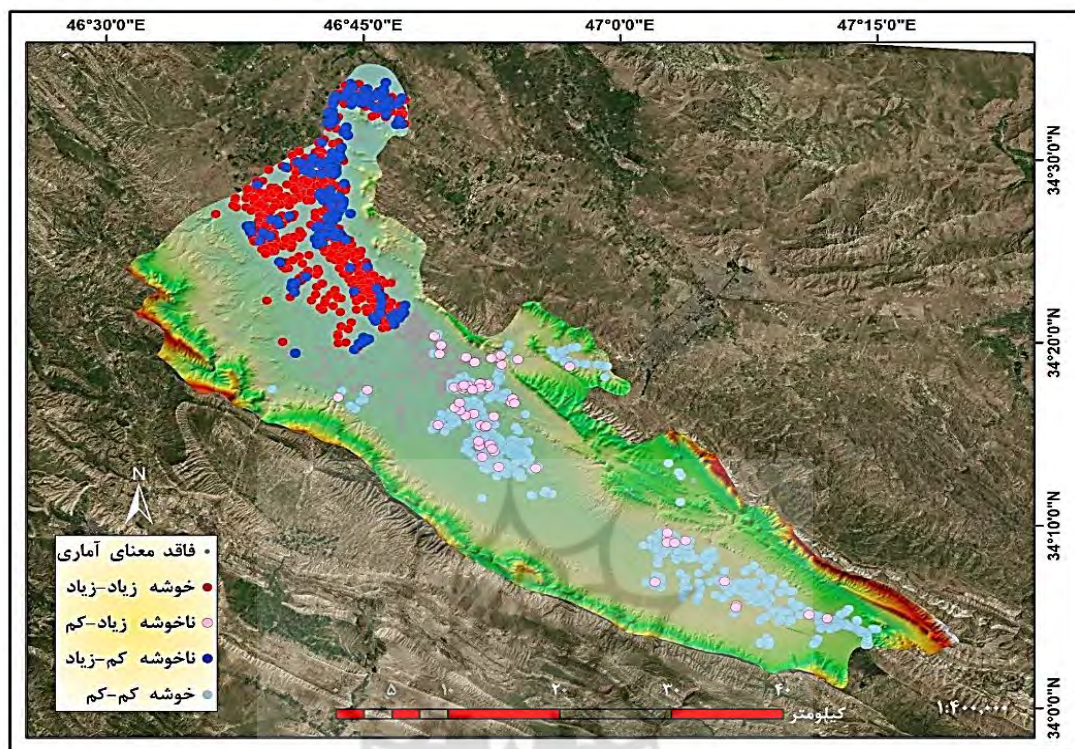 46°30'0"E
46°45'0"E
47°0'0"E
47°15'0"E
34°30'0"N
34°20'0"N
34°10'0"N
34°0'0"N
N
فاقد معنای آماری
خوشه زیاد-زیاد
ناخوشه زیاد-کم
ناخوشه کم-زیاد
خوشه کم-کم
۰ ۵ ۱۰ ۲۰ ۳۰ ۴۰
کیلومتر
۱:۴۰۰,۰۰۰